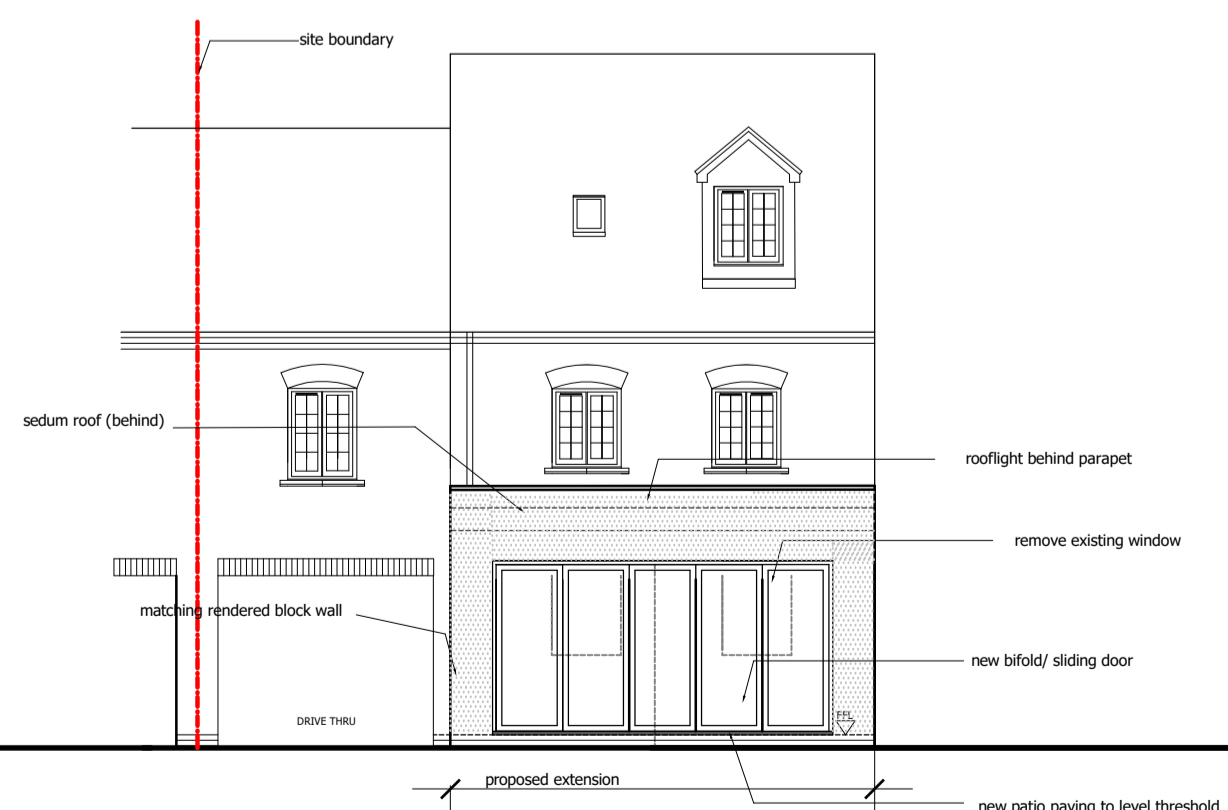 site boundary
sedum roof (behind)
rooflight behind parapet
remove existing window
matching rendered block wall
new bifold/ sliding door
DRIVE THRU
FFL
proposed extension
new patio paving to level threshold